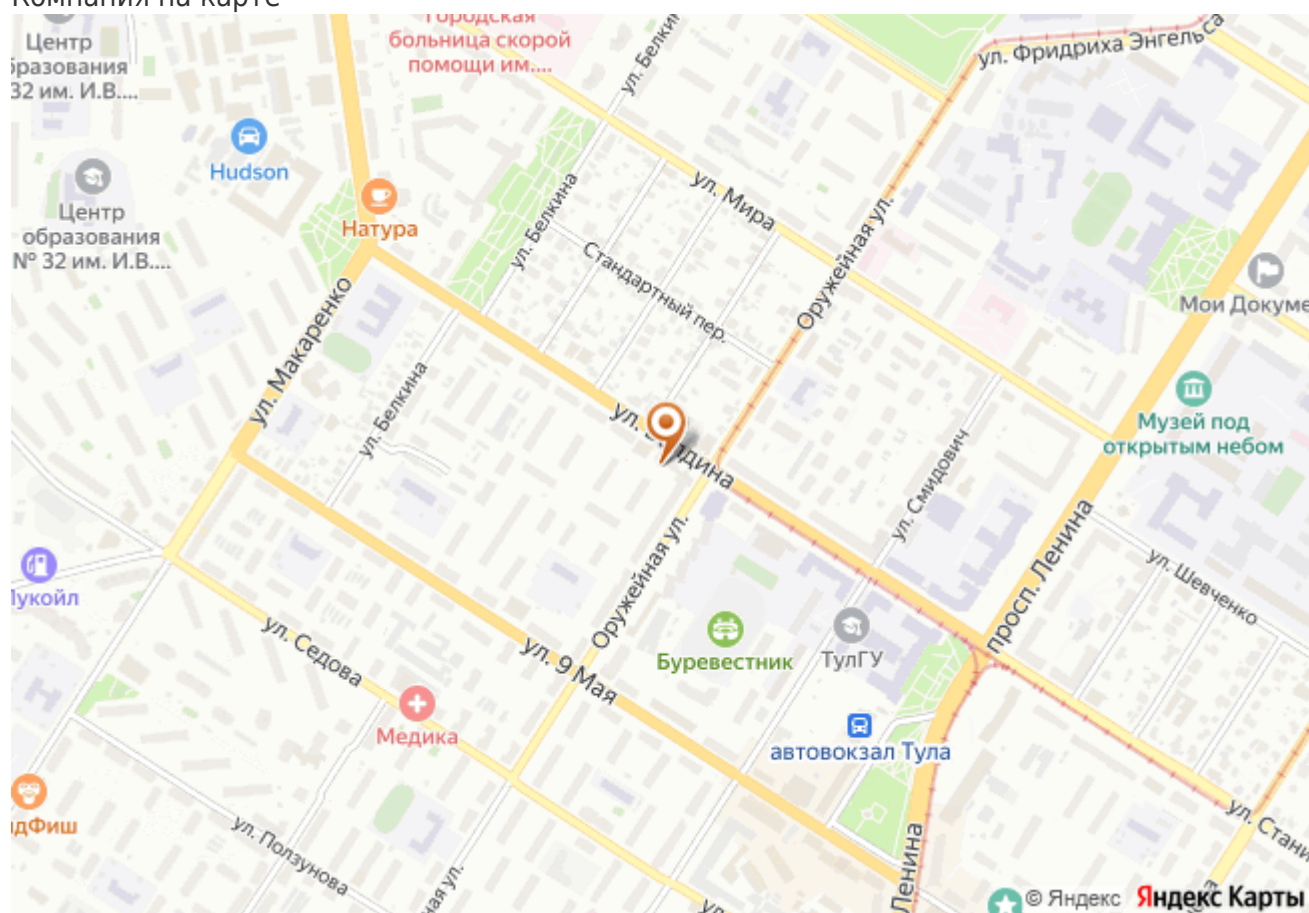 Компания на карте
Городская
больница скорой
помощи им....
Центр
образования
32 им. И.В....
ул. Фридриха Энгельса
ул. Белкина
Hudson
Центр
образования
№ 32 им. И.В....
Натура
ул. Мира
ул. Белкина
Стандартный пер.
Оружейная ул.
Мои Докуме
ул. Макаренко
ул. Белкина
Музей под
открытым небом
ул. Смидович
просп. Ленина
ул. Шевченко
Лукойл
Оружейная ул.
ул. Седова
ул. 9 Мая
Буревестник
ТулГУ
Медика
автовокзал Тула
дФиш
ул. Ползунова
ул. Стани
Ленина
ная ул.
© Яндекс Яндекс Карты